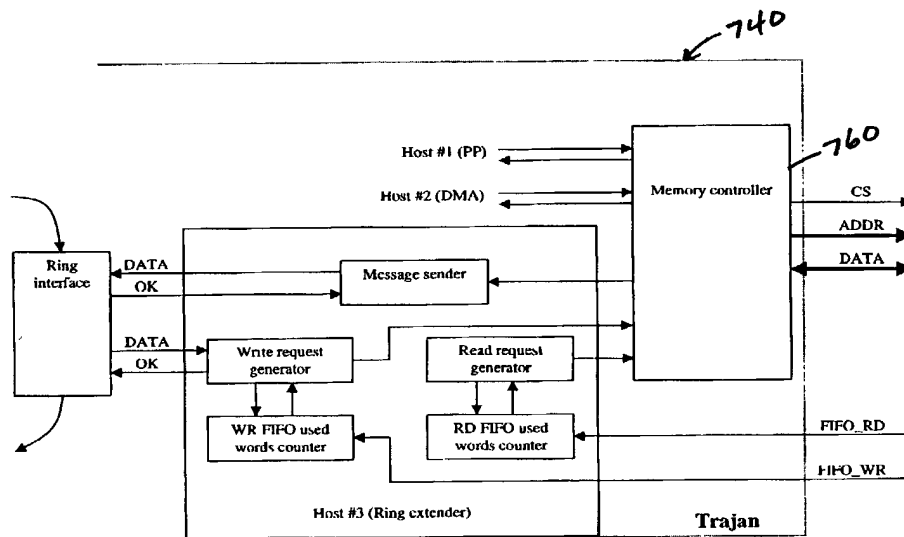 740
Host #1 (PP)
760
Memory controller
CS
Host #2 (DMA)
ADDR
Ring
interface
DATA
Message sender
DATA
OK
DATA
Write request
generator
Read request
generator
OK
WR FIFO used
words counter
RD FIFO used
words counter
FIFO_RD
FIFO_WR
Host #3 (Ring extender)
Trajan